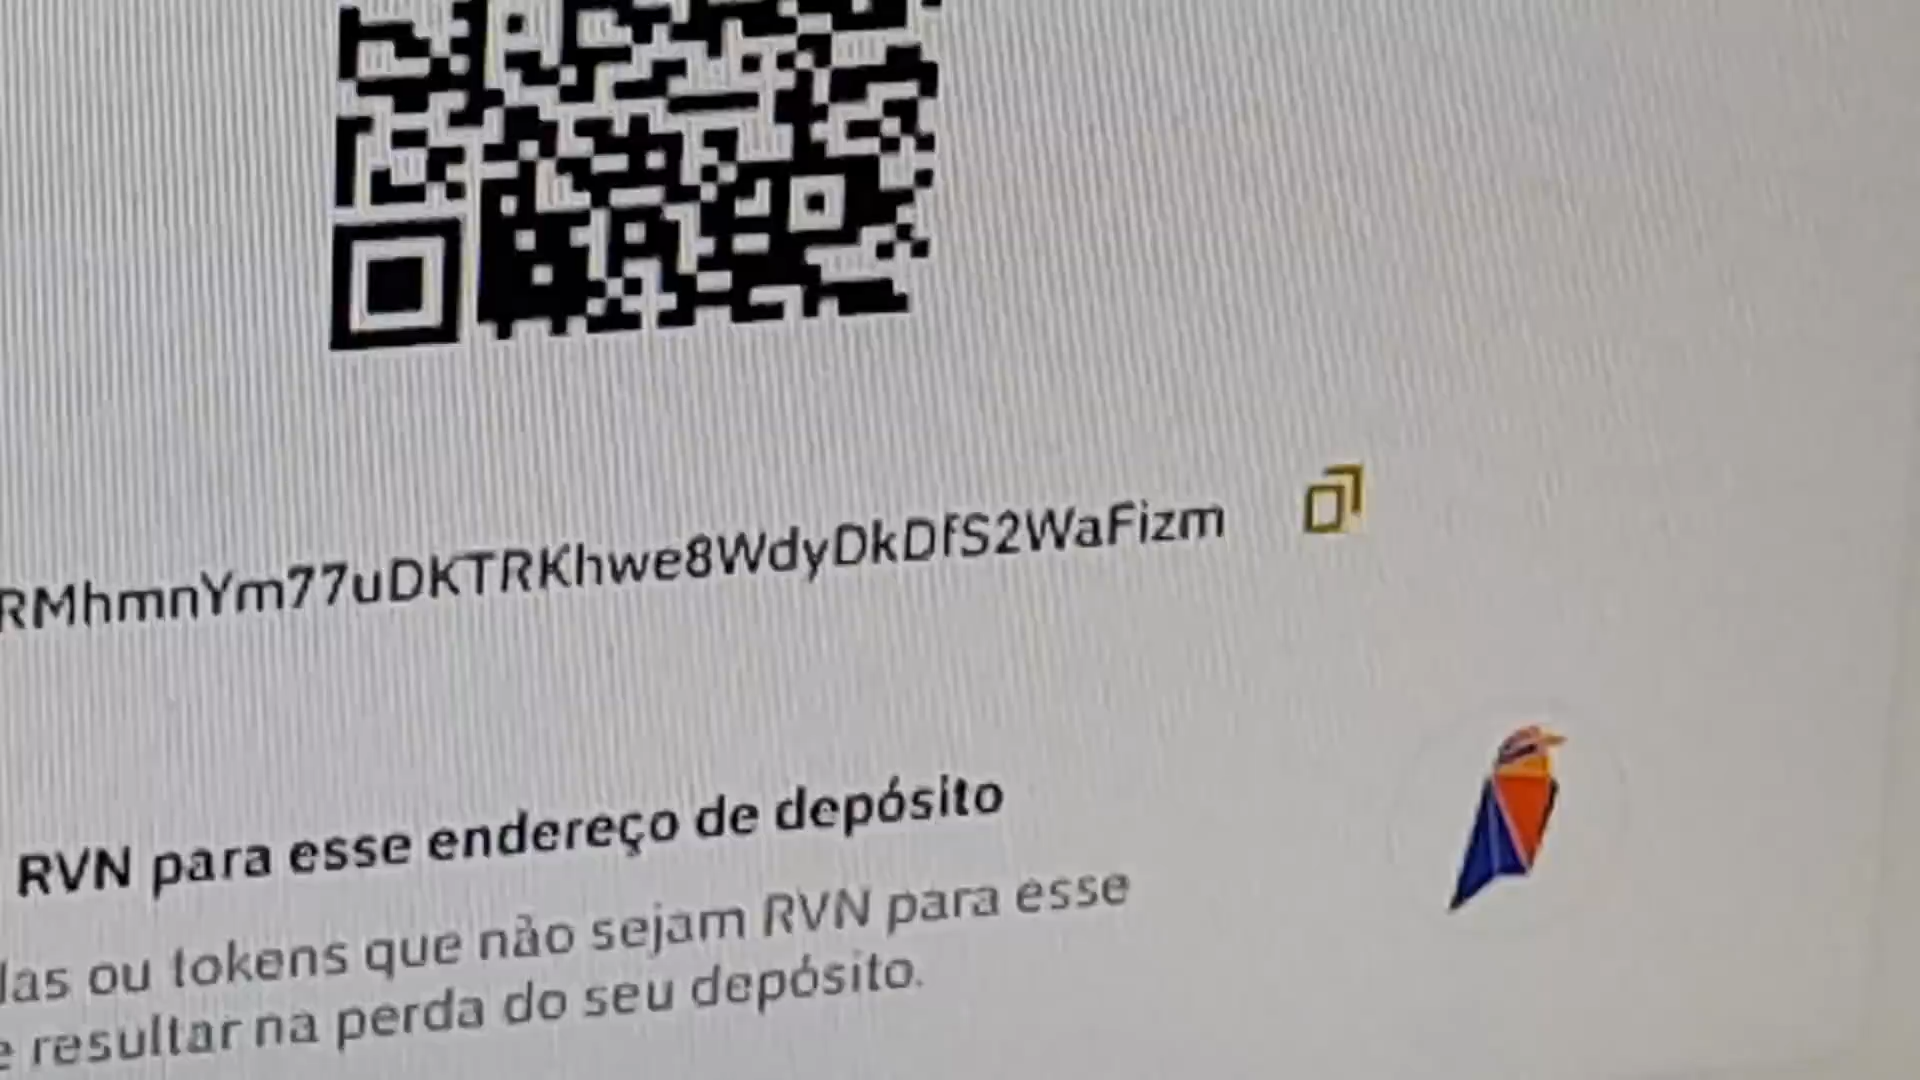 RMhmnYm77uDKTRKhwe8WdyDkDfS2WaFizm
RVN para esse endereço de depósito
ou tokens que não sejam RVN para esse
resultar na perda do seu depósito.